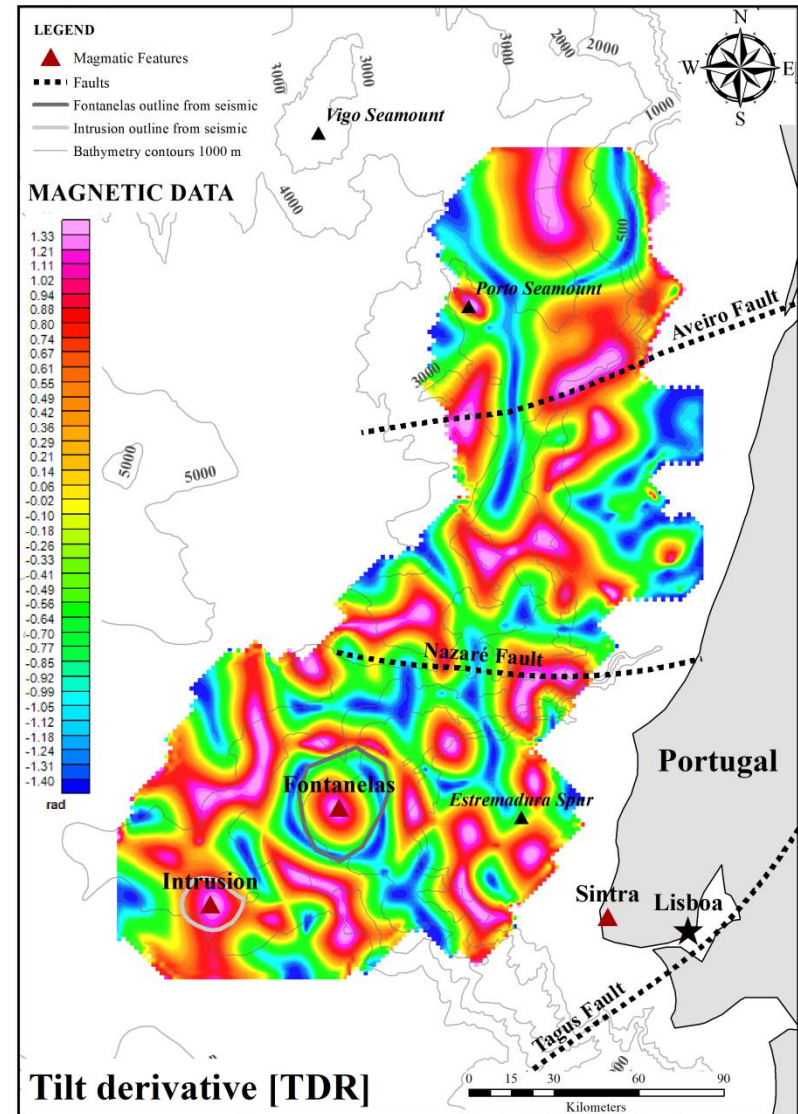 LEGEND
Magmatic Features
Faults
Fontanelas outline from seismic
Intrusion outline from seismic
Bathymetry contours 1000 m
N
W E
S
3000
3000
3000
2000
2000
1000
4000
500
3000
5000
5000
Vigo Seamount
MAGNETIC DATA
1.33
1.21
1.11
1.02
0.94
0.88
0.80
0.74
0.67
0.61
0.55
0.49
0.42
0.36
0.29
0.21
0.14
0.06
-0.02
-0.10
-0.18
-0.26
-0.33
-0.41
-0.49
-0.56
-0.64
-0.70
-0.77
-0.85
-0.92
-0.99
-1.05
-1.12
-1.18
-1.24
-1.31
-1.40
rad
Porto Seamount
Aveiro Fault
Nazaré Fault
Portugal
Fontanelas
Estremadura Spur
Intrusion
Sintra
Lisboa
Tagus Fault
Tilt derivative [TDR]
0 15 30 45 60 90
Kilometers